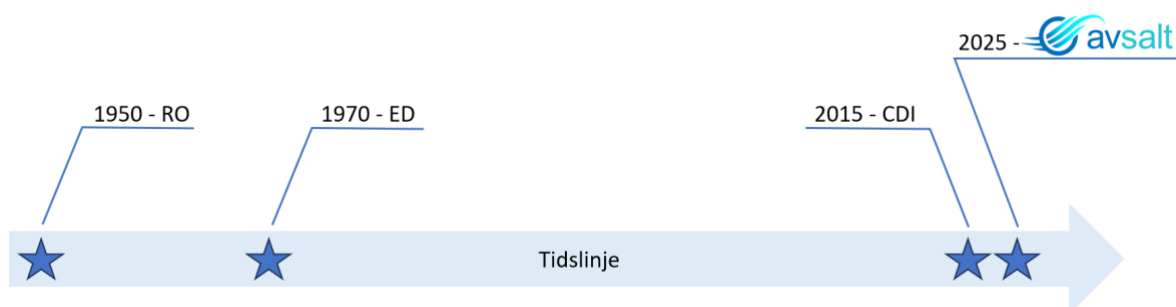 2025 - avsalt
1950 - RO
1970 - ED
2015 - CDI
Tidslinje